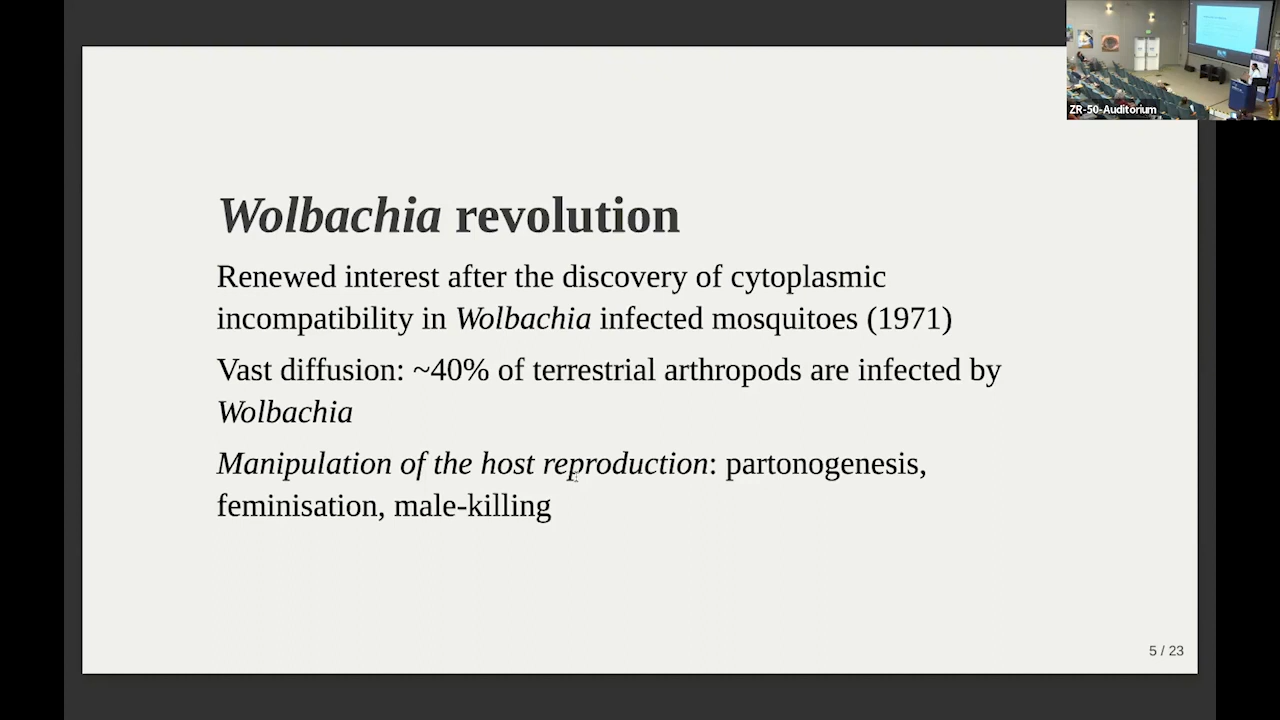 ZR-50-Auditorium
Wolbachia revolution
Renewed interest after the discovery of cytoplasmic
incompatibility in Wolbachia infected mosquitoes (1971)
Vast diffusion: ~40% of terrestrial arthropods are infected by
Wolbachia
Manipulation of the host reproduction: partonogenesis,
feminisation, male-killing
5 / 23